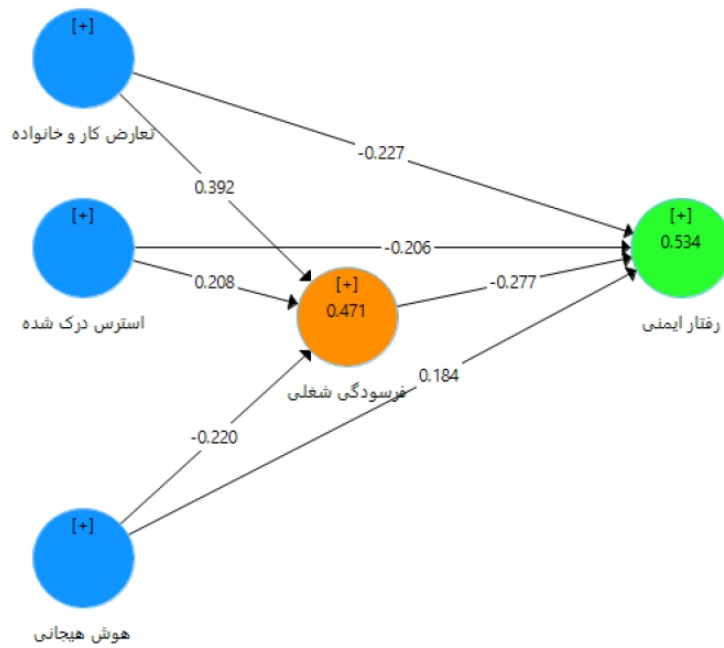 [+]
تعارض کار و خانواده
-0.227
0.392
[+]
[+]
0.534
-0.206
0.208
[+]
0.471
-0.277
استرس درک شده
رفتار ایمنی
فرسودگی شغلی
0.184
-0.220
[+]
هوش هیجانی